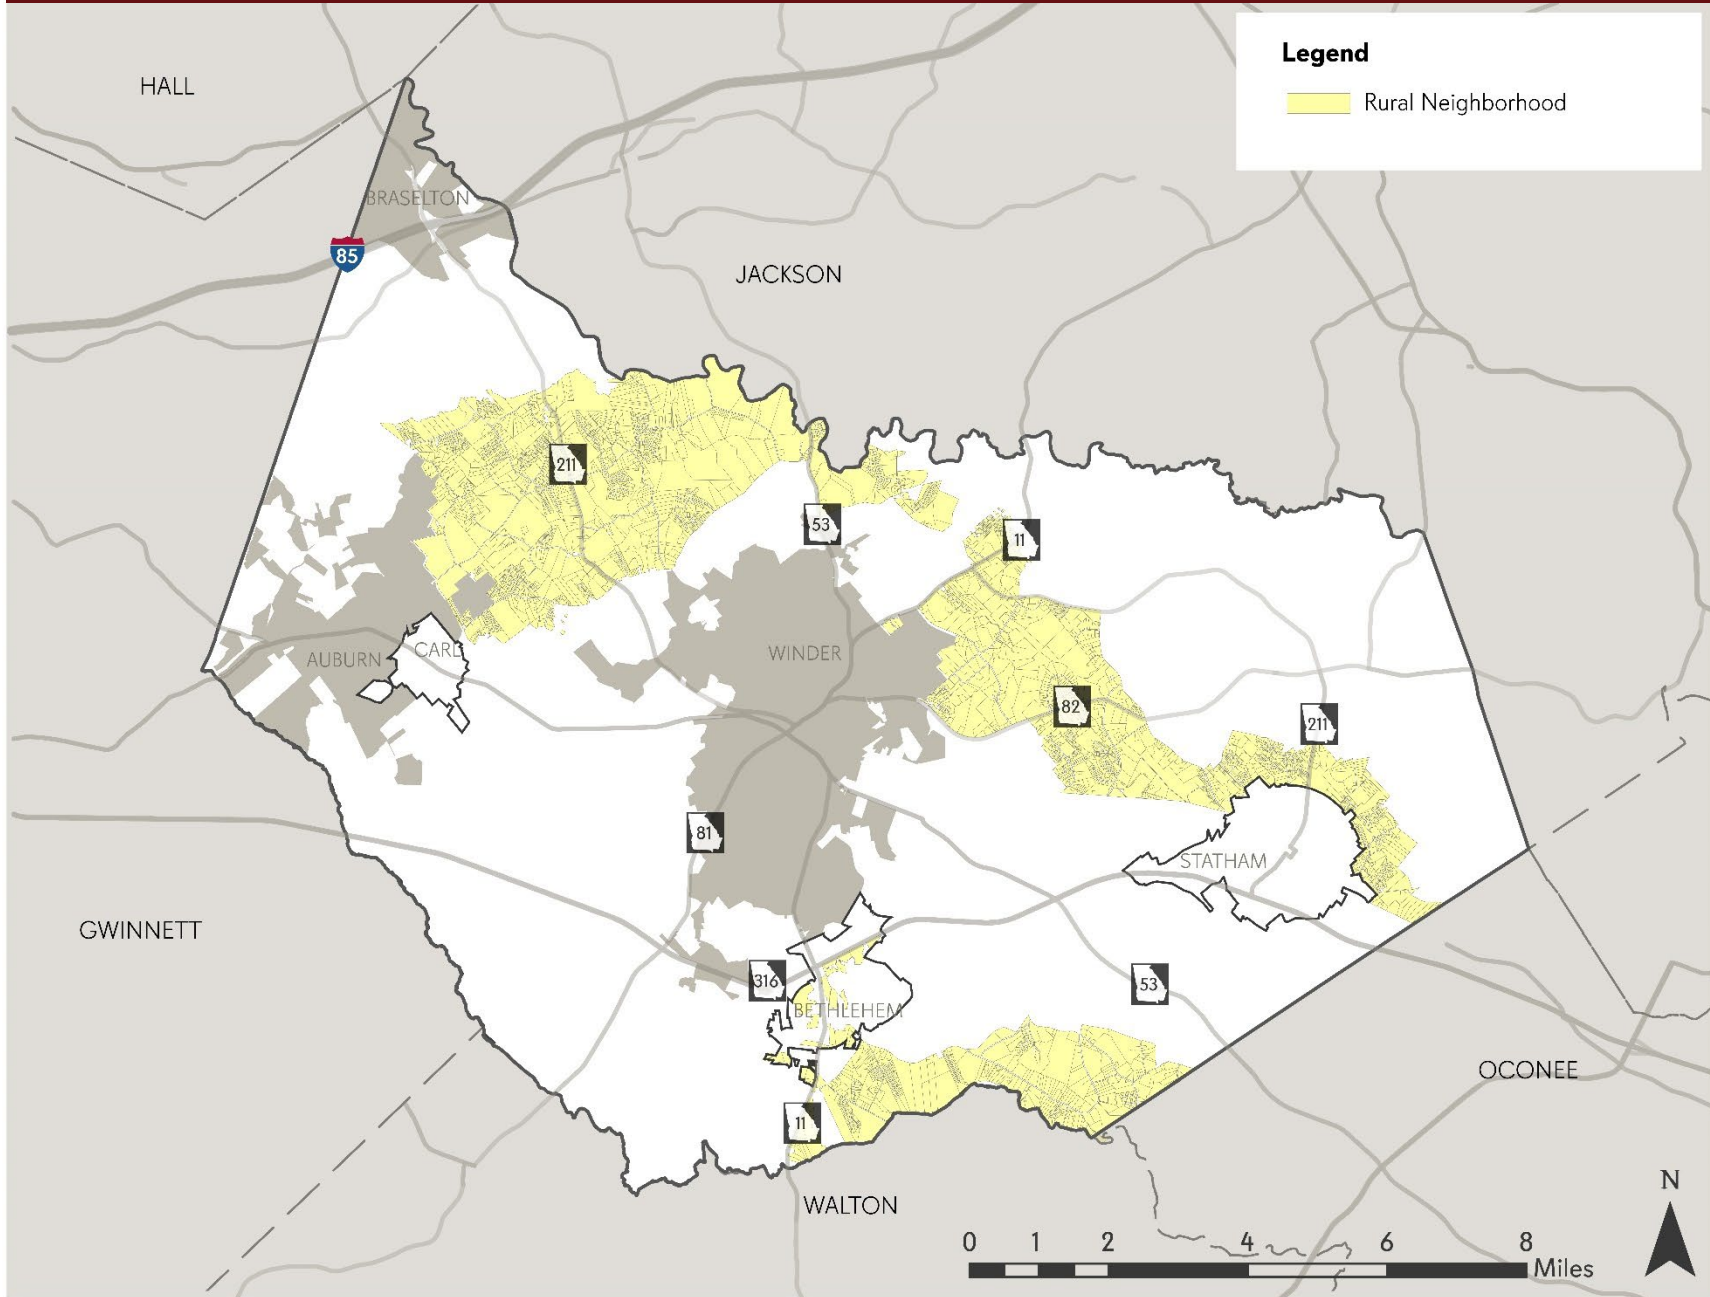 Legend
Rural Neighborhood
HALL
BRASELTON
85
JACKSON
211
53
11
WINDER
AUBURN
CARL
82
211
81
STATHAM
GWINNETT
316
BETHLEHEM
53
OCONEE
11
WALTON
N
0 1 2 4 6 8
Miles